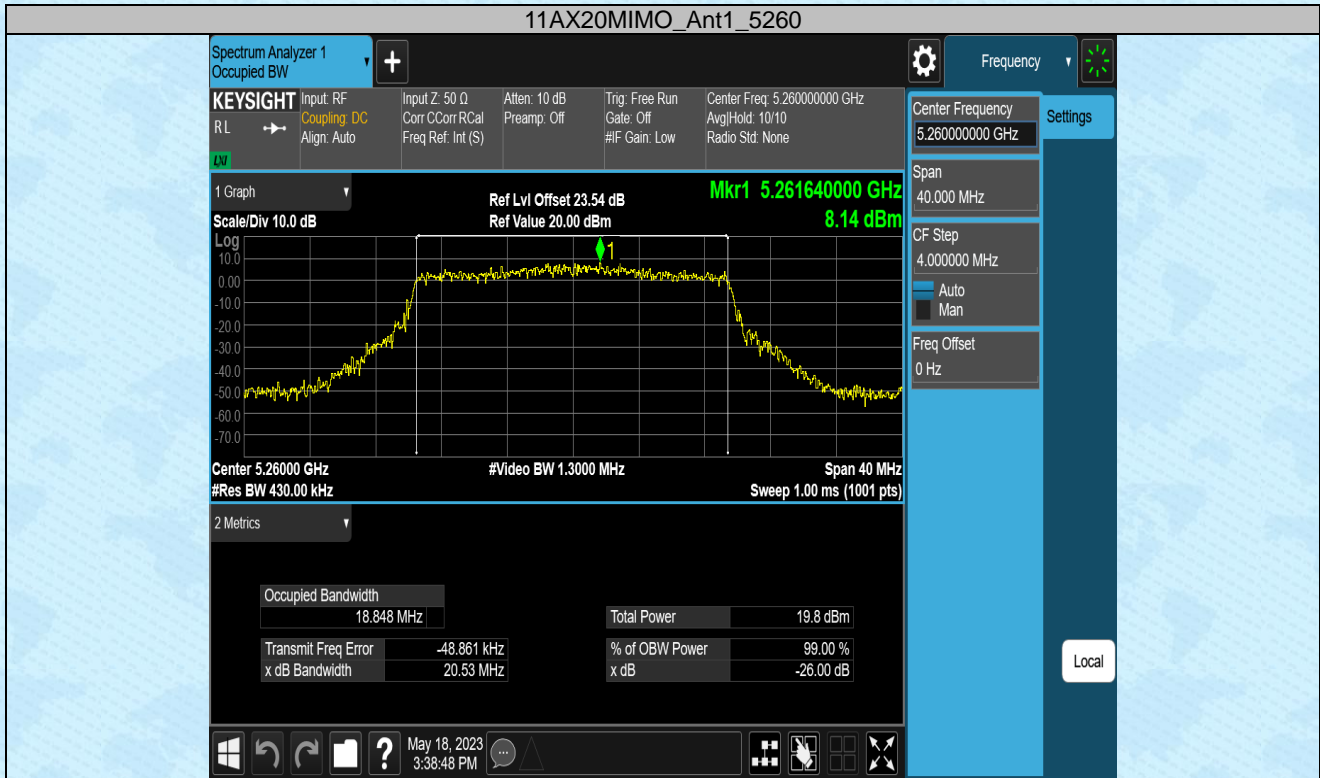 11AX20MIMO_Ant1_5260
Spectrum Analyzer 1
Occupied BW
Frequency
KEYSIGHT
R L
LXI
Input: RF
Coupling: DC
Align: Auto
Input Z: 50 Ω
Corr CCorr RCal
Freq Ref: Int (S)
Atten: 10 dB
Preamp: Off
Trig: Free Run
Gate: Off
#IF Gain: Low
Center Freq: 5.260000000 GHz
Avg|Hold: 10/10
Radio Std: None
Center Frequency
5.260000000 GHz
Settings
Span
40.000 MHz
CF Step
4.000000 MHz
Auto
Man
Freq Offset
0 Hz
Local
1 Graph
Scale/Div 10.0 dB
Ref Lvl Offset 23.54 dB
Ref Value 20.00 dBm
Mkr1 5.261640000 GHz
8.14 dBm
Log
1
10.0
0.00
-10.0
-20.0
-30.0
-40.0
-50.0
-60.0
-70.0
Center 5.26000 GHz
#Video BW 1.3000 MHz
Span 40 MHz
#Res BW 430.00 kHz
Sweep 1.00 ms (1001 pts)
2 Metrics
Occupied Bandwidth
18.848 MHz
Total Power 19.8 dBm
Transmit Freq Error -48.861 kHz
% of OBW Power 99.00 %
x dB Bandwidth 20.53 MHz
x dB -26.00 dB
?
May 18, 2023
3:38:48 PM